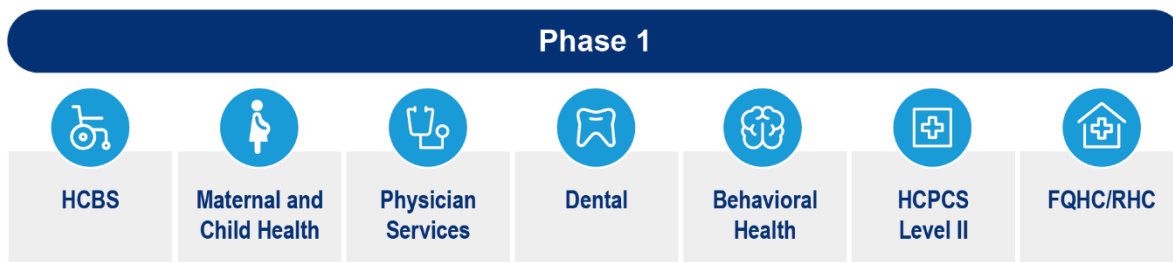 Phase 1
HCBS
Maternal and
Child Health
Physician
Services
Dental
Behavioral
Health
HCPCS
Level II
FQHC/RHC